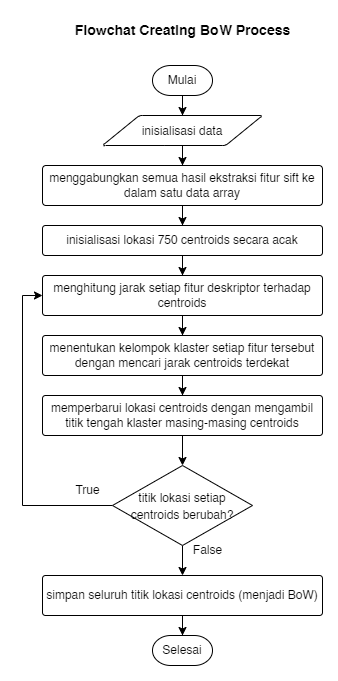 Flowchat Creating BoW Process
Mulai
inisialisasi data
menggabungkan semua hasil ekstraksi fitur sift ke
dalam satu data array
inisialisasi lokasi 750 centroids secara acak
menghitung jarak setiap fitur deskriptor terhadap
centroids
menentukan kelompok klaster setiap fitur tersebut
dengan mencari jarak centroids terdekat
memperbarui lokasi centroids dengan mengambil
titik tengah klaster masing-masing centroids
True
titik lokasi setiap
centroids berubah?
False
simpan seluruh titik lokasi centroids (menjadi BoW)
Selesai